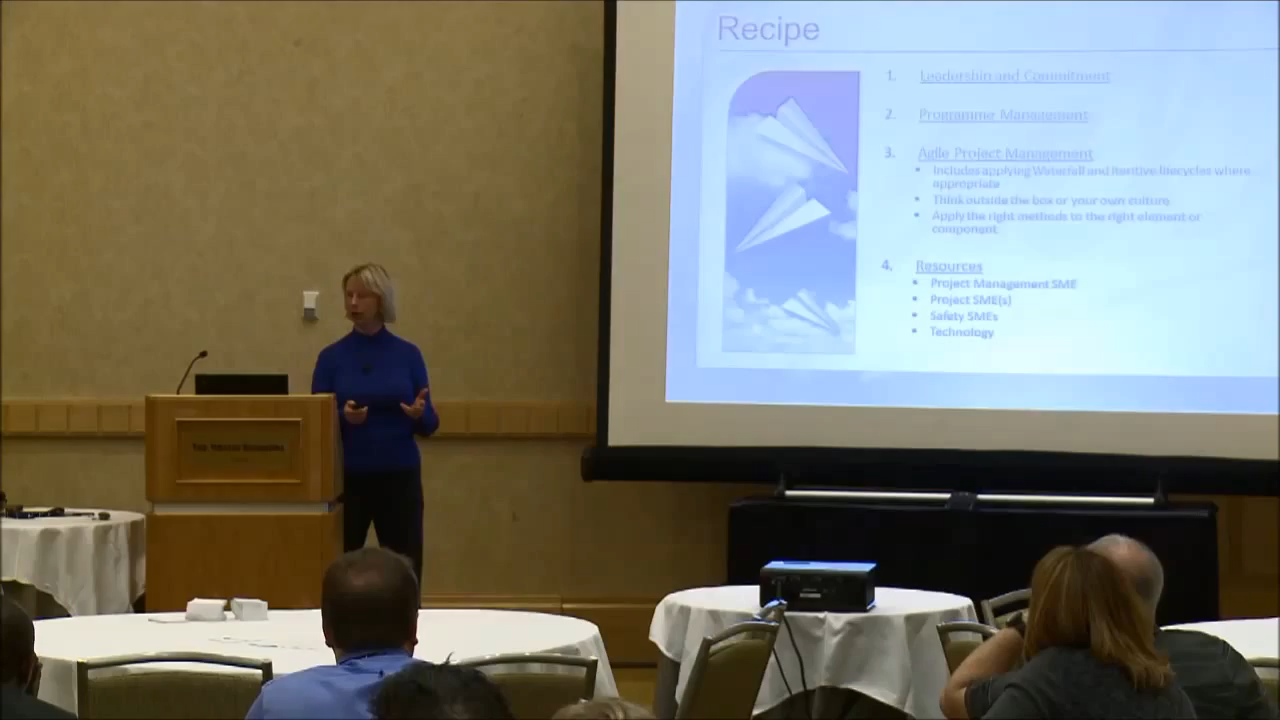 Recipe
1. Leadership and Commitment
2. Programme Management
3. Agile Project Management
▪ Includes applying Waterfall and Iterative lifecycles where
appropriate
▪ Think outside the box or your own culture
▪ Apply the right methods to the right element or
component
4. Resources
▪ Project Management SME
▪ Project SME(s)
▪ Safety SMEs
▪ Technology